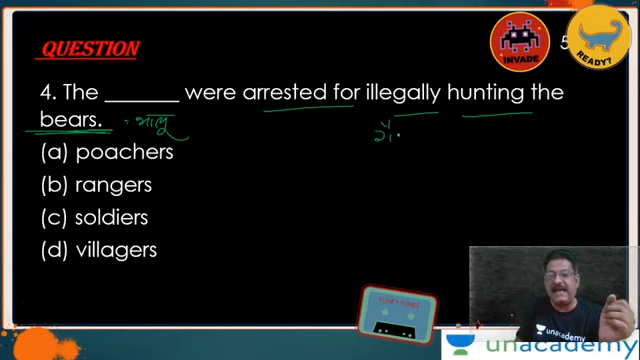 QUESTION
INVADE
READY?
5
4. The _______ were arrested for illegally hunting the
bears.
भालू
(a) poachers
(b) rangers
(c) soldiers
(d) villagers
unacademy
unacademy